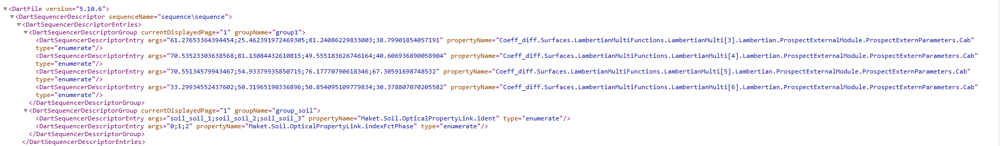 ▼<DartFile version="5.10.6">
▼<DartSequencerDescriptor sequenceName="sequence\sequence">
▼<DartSequencerDescriptorEntries>
▼<DartSequencerDescriptorGroup currentDisplayedPage="1" groupName="group1">
<DartSequencerDescriptorEntry args="61.27653364394454;25.462391972469305;81.24086229833003;38.79901854057191" propertyName="Coeff_diff.Surfaces.LambertianMultiFunctions.LambertianMulti[3].Lambertian.ProspectExternalModule.ProspectExternParameters.Cab"
type="enumerate"/>
<DartSequencerDescriptorEntry args="70.53523303638568;81.13084432610815;49.555183626746164;40.606936890058904" propertyName="Coeff_diff.Surfaces.LambertianMultiFunctions.LambertianMulti[4].Lambertian.ProspectExternalModule.ProspectExternParameters.Cab"
type="enumerate"/>
<DartSequencerDescriptorEntry args="70.55134579943467;54.93379935850715;76.17770790618346;67.30591698748532" propertyName="Coeff_diff.Surfaces.LambertianMultiFunctions.LambertianMulti[5].Lambertian.ProspectExternalModule.ProspectExternParameters.Cab"
type="enumerate"/>
<DartSequencerDescriptorEntry args="33.29934552437602;50.31965190336896;50.854095109779834;30.378807070205582" propertyName="Coeff_diff.Surfaces.LambertianMultiFunctions.LambertianMulti[6].Lambertian.ProspectExternalModule.ProspectExternParameters.Cab"
type="enumerate"/>
</DartSequencerDescriptorGroup>
▼<DartSequencerDescriptorGroup currentDisplayedPage="1" groupName="group_soil">
<DartSequencerDescriptorEntry args="soil_soil_1;soil_soil_2;soil_soil_3" propertyName="Maket.Soil.OpticalPropertyLink.ident" type="enumerate"/>
<DartSequencerDescriptorEntry args="0;1;2" propertyName="Maket.Soil.OpticalPropertyLink.indexFctPhase" type="enumerate"/>
</DartSequencerDescriptorGroup>
</DartSequencerDescriptorEntries>